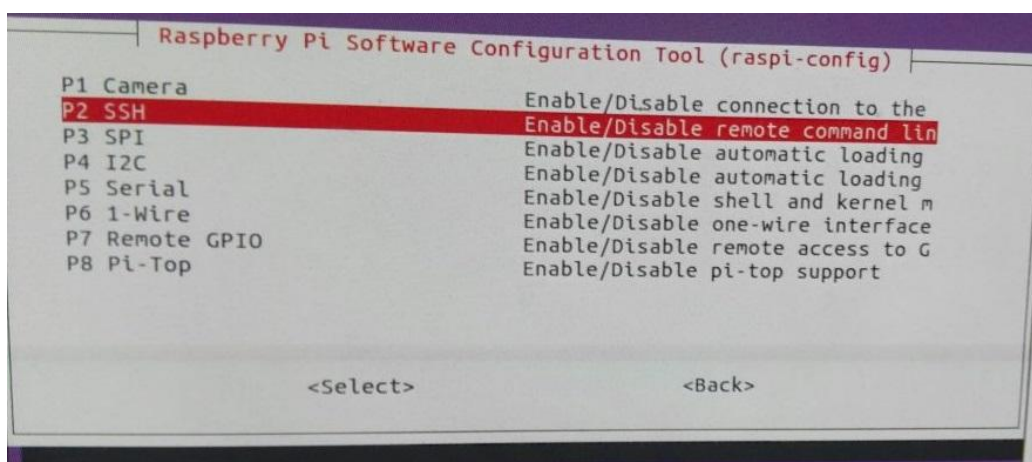 Raspberry Pi Software Configuration Tool (raspi-config)
P1 Camera Enable/Disable connection to the
P2 SSH Enable/Disable remote command lin
P3 SPI Enable/Disable automatic loading
P4 I2C Enable/Disable automatic loading
P5 Serial Enable/Disable shell and kernel m
P6 1-Wire Enable/Disable one-wire interface
P7 Remote GPIO Enable/Disable remote access to G
P8 Pi-Top Enable/Disable pi-top support
<Select> <Back>